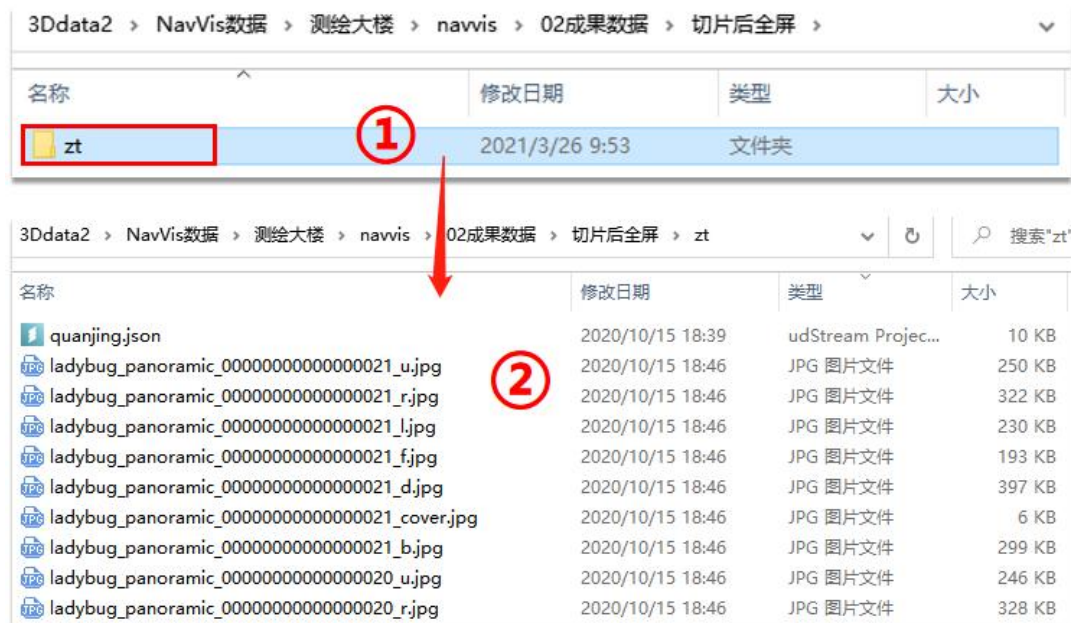 3Ddata2 › NavVis数据 › 测绘大楼 › navvis › 02成果数据 › 切片后全屏 ›
名称 修改日期 类型 大小
zt 2021/3/26 9:53 文件夹
①
3Ddata2 › NavVis数据 › 测绘大楼 › navvis › 02成果数据 › 切片后全屏 › zt 搜索"zt"
名称 修改日期 类型 大小
quanjing.json 2020/10/15 18:39 udStream Projec... 10 KB
JPG ladybug_panoramic_00000000000000021_u.jpg 2020/10/15 18:46 JPG 图片文件 250 KB
②
JPG ladybug_panoramic_00000000000000021_r.jpg 2020/10/15 18:46 JPG 图片文件 322 KB
JPG ladybug_panoramic_00000000000000021_l.jpg 2020/10/15 18:46 JPG 图片文件 230 KB
JPG ladybug_panoramic_00000000000000021_f.jpg 2020/10/15 18:46 JPG 图片文件 193 KB
JPG ladybug_panoramic_00000000000000021_d.jpg 2020/10/15 18:46 JPG 图片文件 397 KB
JPG ladybug_panoramic_00000000000000021_cover.jpg 2020/10/15 18:46 JPG 图片文件 6 KB
JPG ladybug_panoramic_00000000000000021_b.jpg 2020/10/15 18:46 JPG 图片文件 299 KB
JPG ladybug_panoramic_00000000000000020_u.jpg 2020/10/15 18:46 JPG 图片文件 246 KB
JPG ladybug_panoramic_00000000000000020_r.jpg 2020/10/15 18:46 JPG 图片文件 328 KB